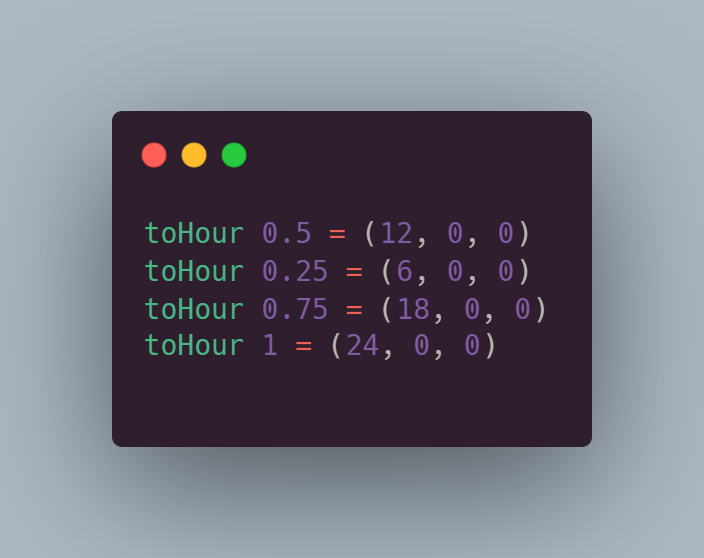 toHour 0.5 = (12, 0, 0)
toHour 0.25 = (6, 0, 0)
toHour 0.75 = (18, 0, 0)
toHour 1 = (24, 0, 0)